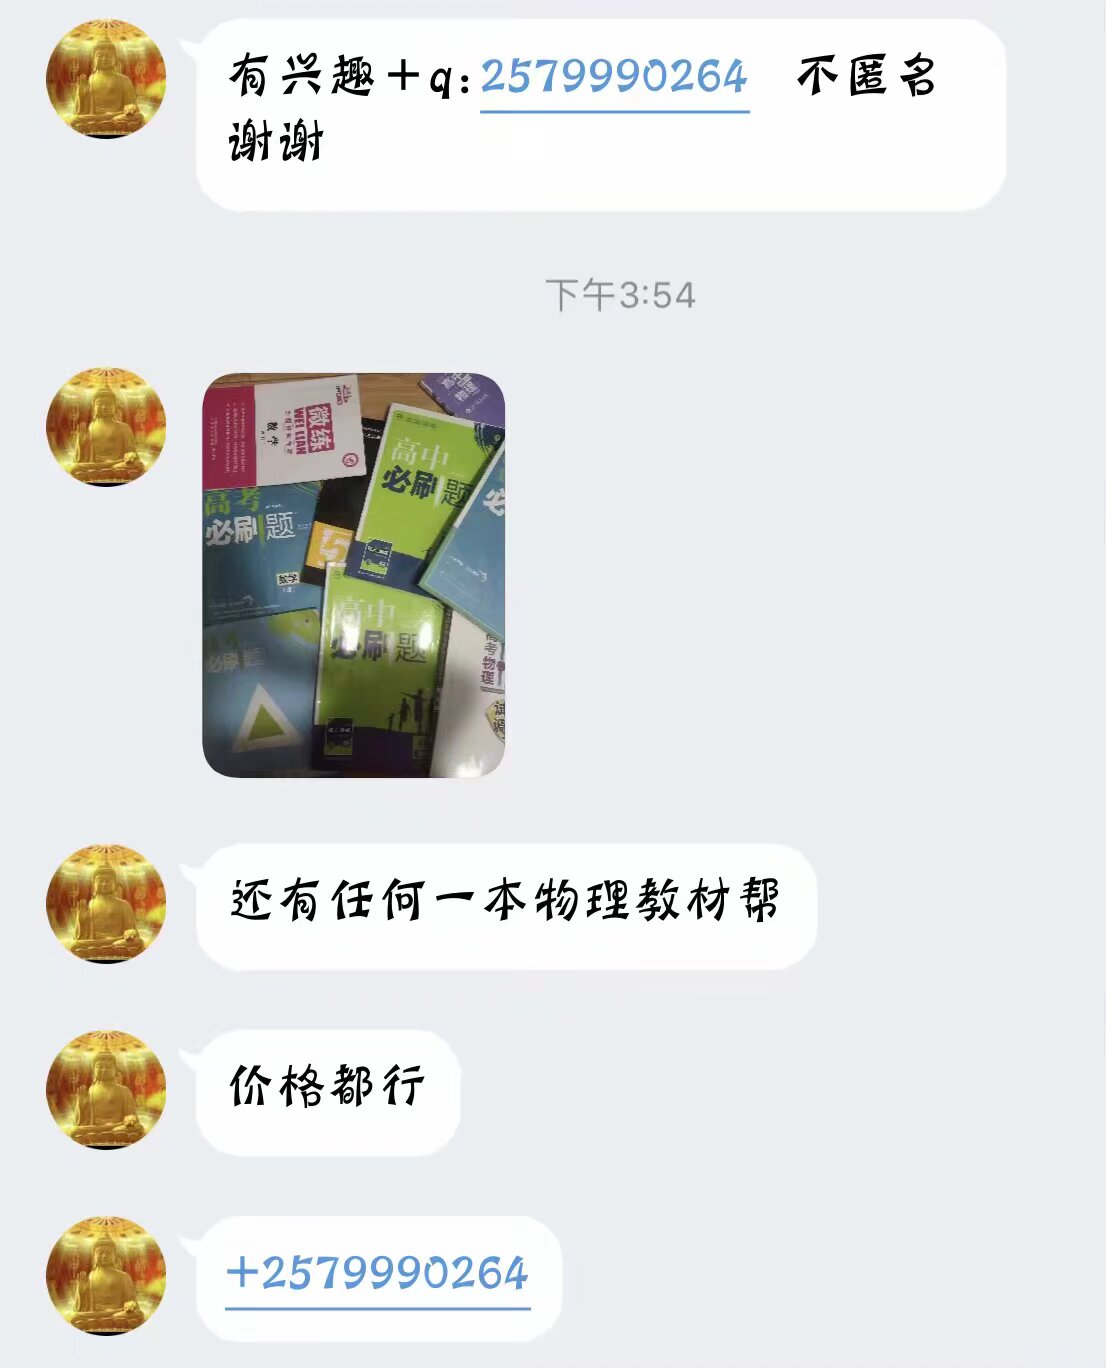 有兴趣+q:2579990264 不匿名
谢谢
下午3:54
微练
WEI LIAN
数学
高中
必刷题
高考
必刷题
必
5
高中
必刷题
必刷题
高考物理
还有任何一本物理教材帮
价格都行
+2579990264